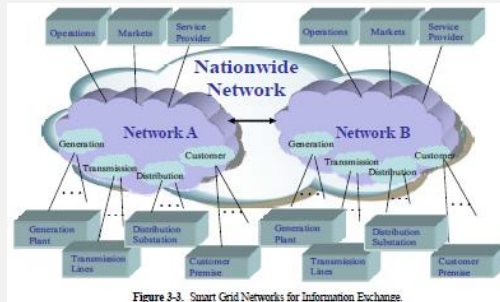 Operations Markets Service Provider Operations Markets Service Provider
Nationwide
Network
Network A Network B
Generation Transmission Distribution Customer Generation Transmission Distribution Customer
... ... ... ...
Generation Plant Distribution Substation Generation Plant Distribution Substation
Transmission Lines Customer Premise Transmission Lines Customer Premise
Figure 3-3. Smart Grid Networks for Information Exchange.